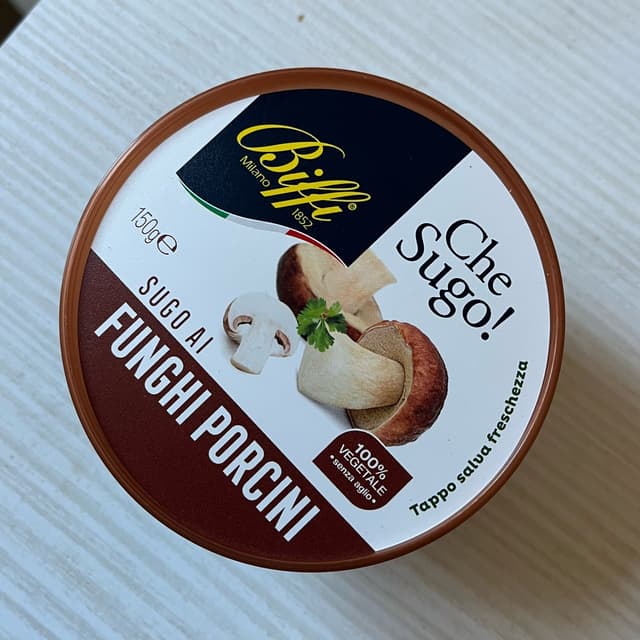 Biffi®
Milano 1852
Che
Sugo!
150g℮
SUGO AI
FUNGHI PORCINI
100%
VEGETALE
•senza aglio•
Tappo salva freschezza